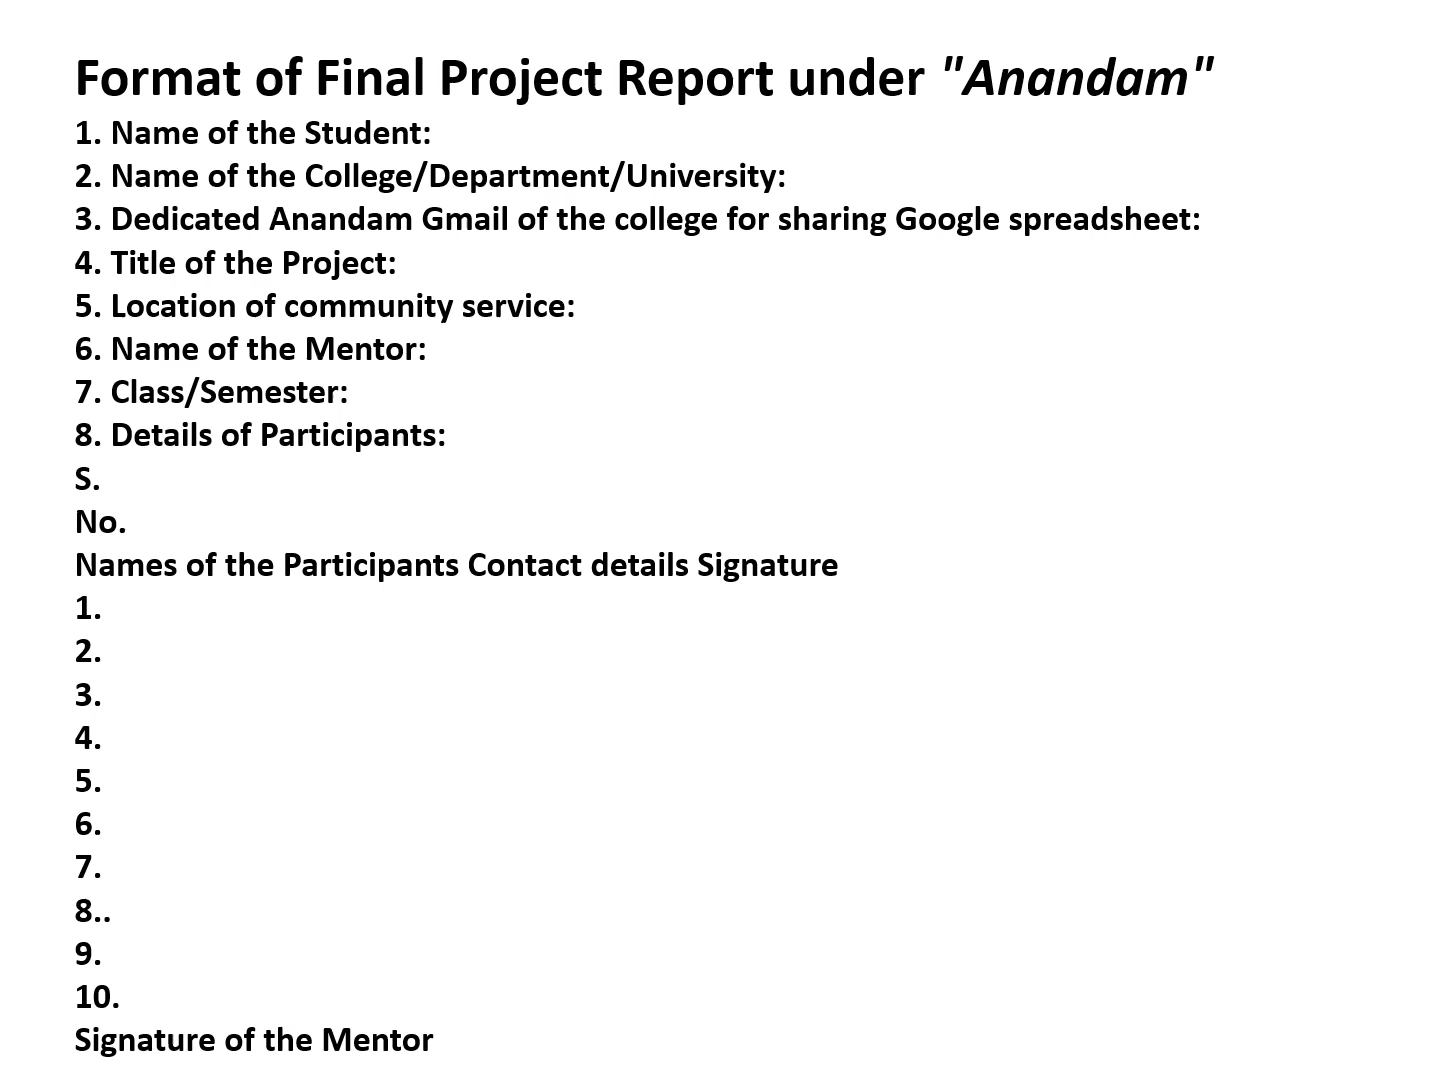 Format of Final Project Report under "Anandam"
1. Name of the Student:
2. Name of the College/Department/University:
3. Dedicated Anandam Gmail of the college for sharing Google spreadsheet:
4. Title of the Project:
5. Location of community service:
6. Name of the Mentor:
7. Class/Semester:
8. Details of Participants:
S.
No.
Names of the Participants Contact details Signature
1.
2.
3.
4.
5.
6.
7.
8..
9.
10.
Signature of the Mentor